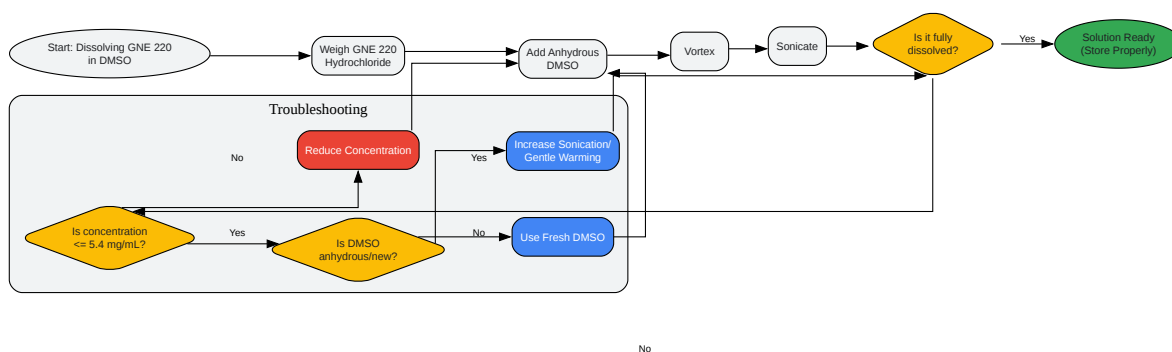 Start: Dissolving GNE 220
in DMSO
Weigh GNE 220
Hydrochloride
Add Anhydrous
DMSO
Vortex
Sonicate
Is it fully
dissolved?
Yes
Solution Ready
(Store Properly)
Troubleshooting
Reduce Concentration
Increase Sonication/
Gentle Warming
No
Yes
Is concentration
<= 5.4 mg/mL?
Yes
Is DMSO
anhydrous/new?
No
Use Fresh DMSO
No